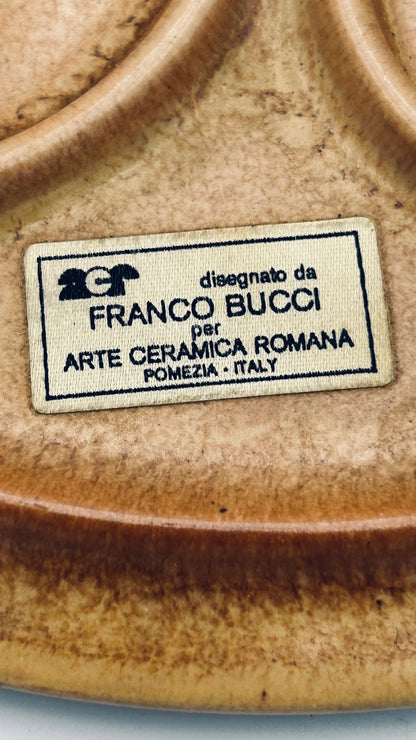 acr
disegnato da
FRANCO BUCCI
per
ARTE CERAMICA ROMANA
POMEZIA - ITALY